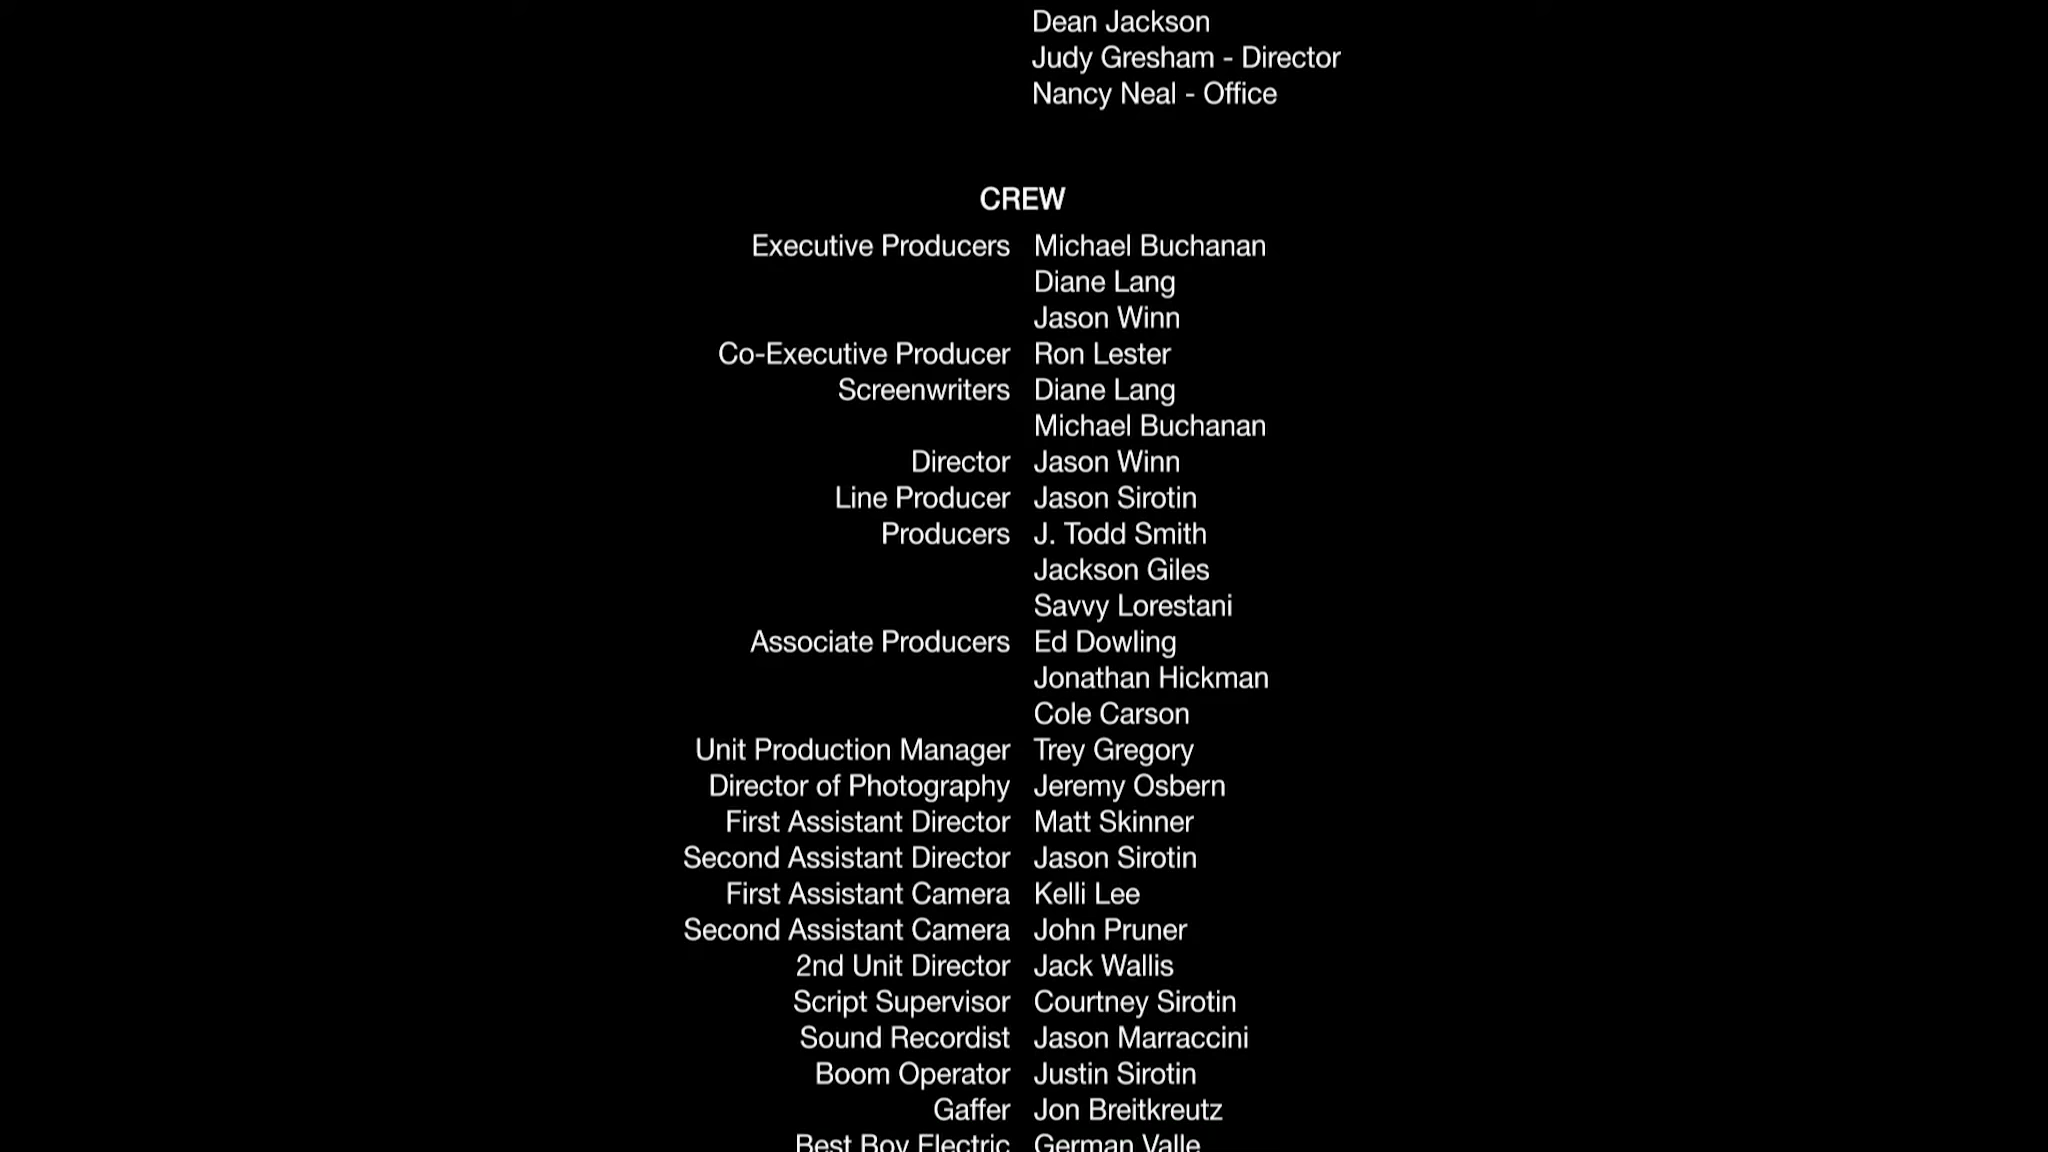 Dean Jackson
Judy Gresham - Director
Nancy Neal - Office
CREW
Executive Producers Michael Buchanan
Diane Lang
Jason Winn
Co-Executive Producer Ron Lester
Screenwriters Diane Lang
Michael Buchanan
Director Jason Winn
Line Producer Jason Sirotin
Producers J. Todd Smith
Jackson Giles
Savvy Lorestani
Associate Producers Ed Dowling
Jonathan Hickman
Cole Carson
Unit Production Manager Trey Gregory
Director of Photography Jeremy Osbern
First Assistant Director Matt Skinner
Second Assistant Director Jason Sirotin
First Assistant Camera Kelli Lee
Second Assistant Camera John Pruner
2nd Unit Director Jack Wallis
Script Supervisor Courtney Sirotin
Sound Recordist Jason Marraccini
Boom Operator Justin Sirotin
Gaffer Jon Breitkreutz
Best Boy Electric German Valle